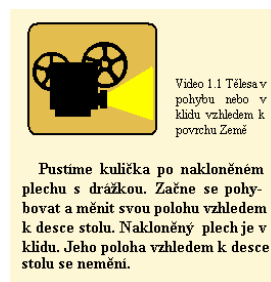 Video 1.1 Tělesa v
pohybu nebo v
klidu vzhledem k
povrchu Země
Pustíme kulička po nakloněném
plechu s drážkou. Začne se pohy-
bovat a měnit svou polohu vzhledem
k desce stolu. Nakloněný plech je v
klidu. Jeho poloha vzhledem k desce
stolu se nemění.